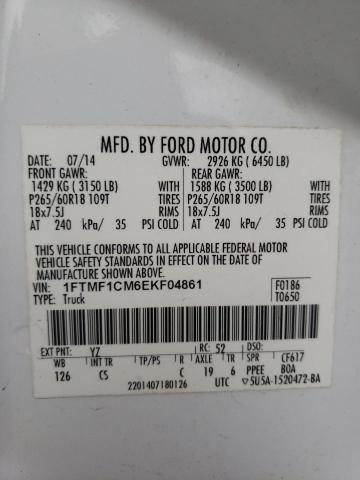 MFD. BY FORD MOTOR CO.
DATE: 07/14 GVWR: 2926 KG (6450 LB)
FRONT GAWR: REAR GAWR:
1429 KG (3150 LB) 1588 KG (3500 LB)
P265/60R18 109T TIRES P265/60R18 109T TIRES
18x7.5J RIMS 18x7.5J RIMS
AT 240 kPa/ 35 PSI COLD AT 240 kPa/ 35 PSI COLD
THIS VEHICLE CONFORMS TO ALL APPLICABLE FEDERAL MOTOR
VEHICLE SAFETY STANDARDS IN EFFECT ON THE DATE OF
MANUFACTURE SHOWN ABOVE.
VIN: 1FTMF1CM6EKF04861 F0186
TYPE: Truck T0650
EXT PNT: YZ RC: 52 DSO: CF617
WB INT TR TP/PS R AXLE TR SPR BOA
126 CS C 19 6 PPEE
2201407180126 UTC 5U5A-1520472-BA